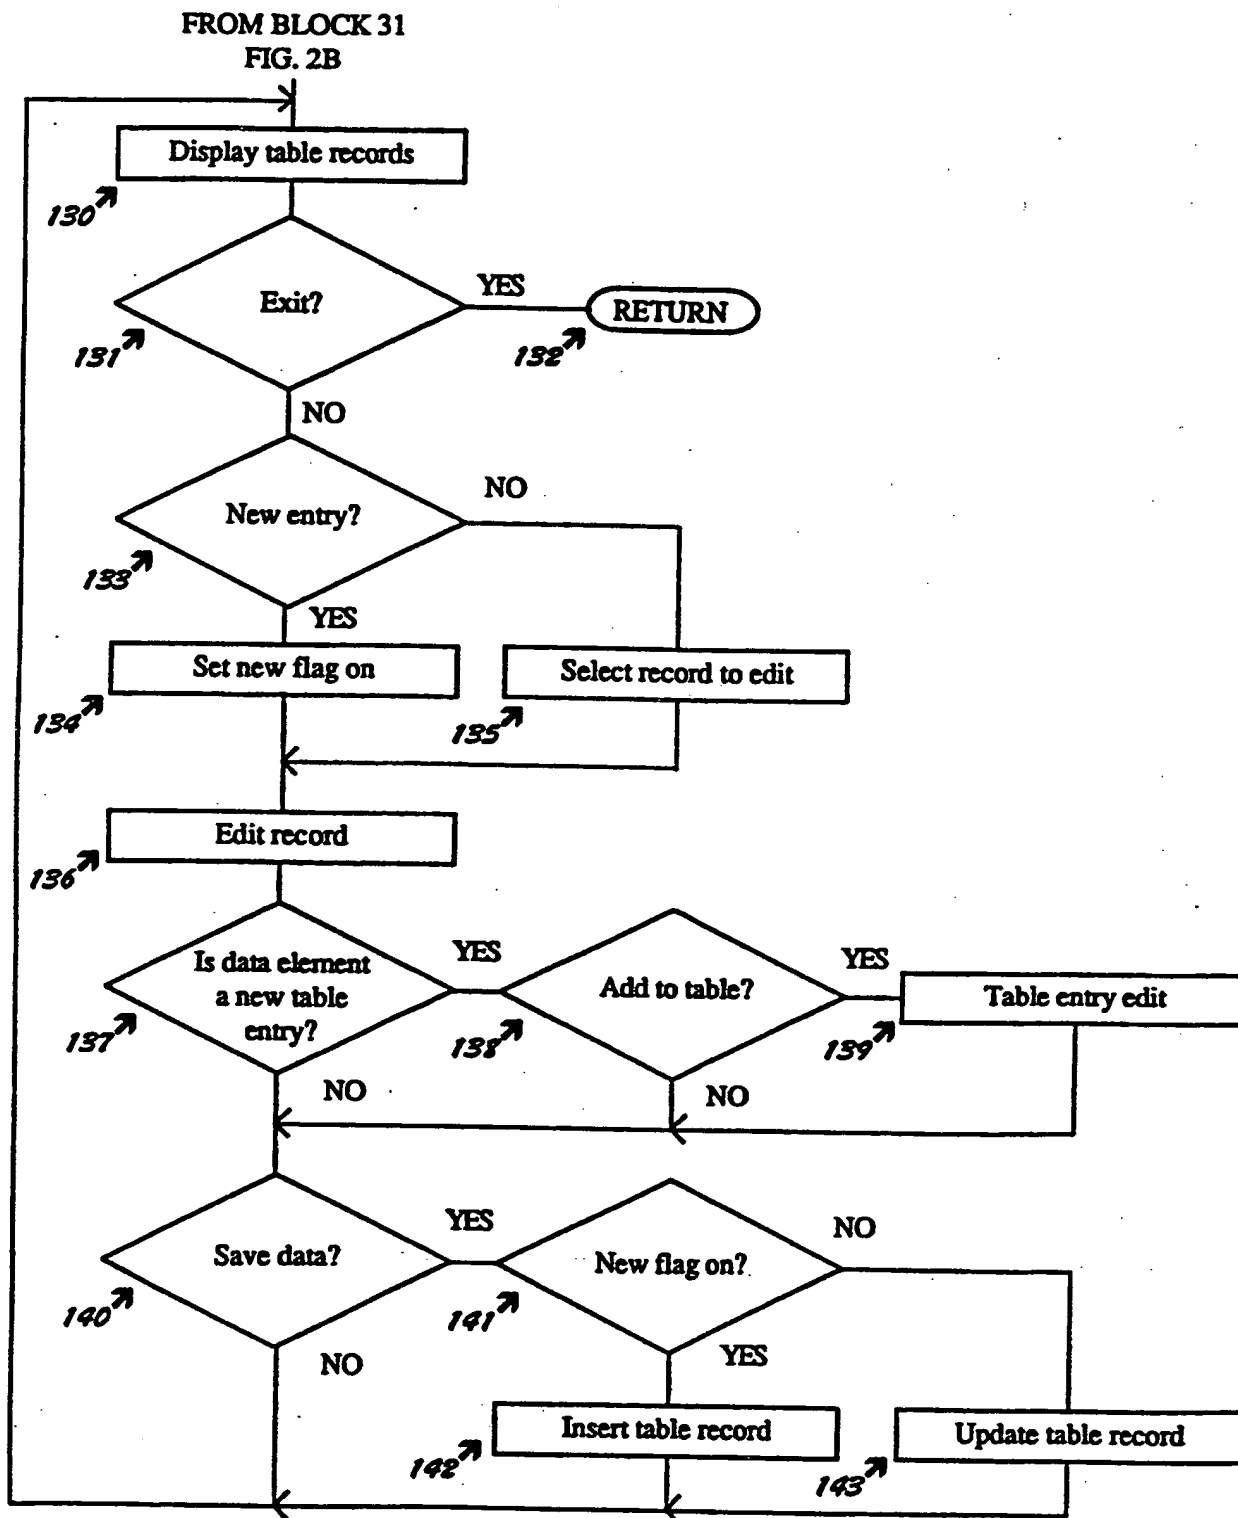 FROM BLOCK 31
FIG. 2B
Display table records
130
Exit?
YES
RETURN
131
132
NO
New entry?
NO
133
YES
Set new flag on
Select record to edit
134
135
Edit record
136
Is data element
a new table
entry?
YES
Add to table?
YES
Table entry edit
137
138
139
NO
NO
Save data?
YES
New flag on?
NO
140
141
NO
YES
Insert table record
Update table record
142
143